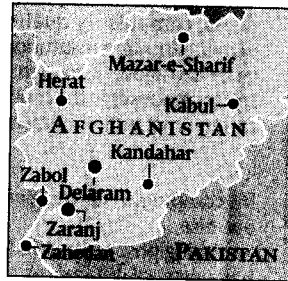 Mazar-e-Sharif
Herat
Kabul
AFGHANISTAN
Kandahar
Zabol
Delaram
Zaranj
Zahedan
PAKISTAN